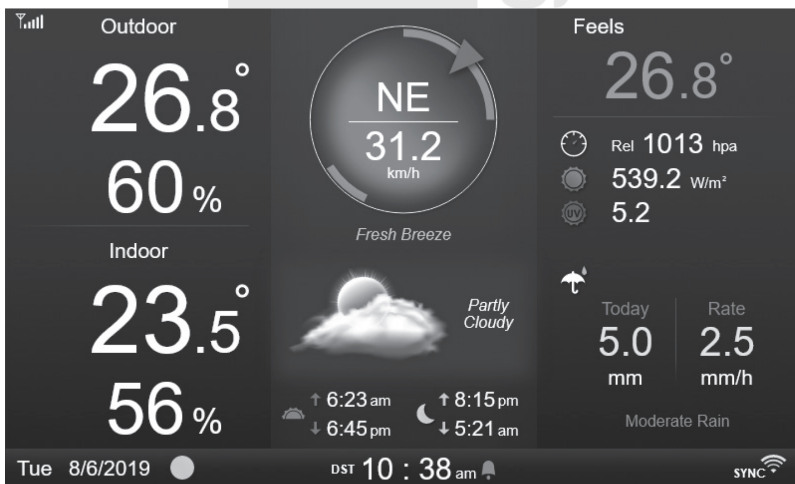 Outdoor
26.8°
60 %
Indoor
23.5°
56 %
NE
31.2
km/h
Fresh Breeze
Partly
Cloudy
↑ 6:23 am
↓ 6:45 pm
↑ 8:15 pm
↓ 5:21 am
Feels
26.8°
Rel 1013 hpa
539.2 W/m²
UV 5.2
Today
5.0
mm
Rate
2.5
mm/h
Moderate Rain
Tue 8/6/2019
DST 10 : 38 am
SYNC